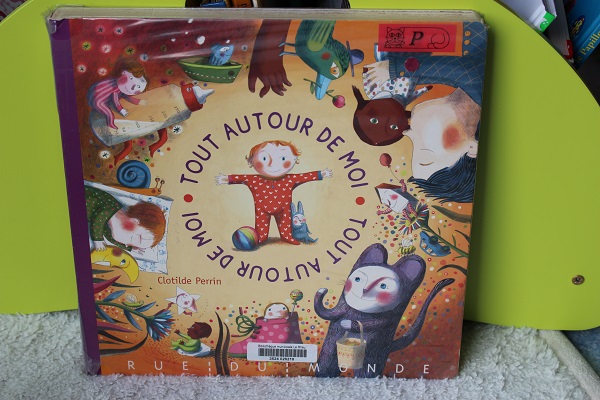 P
TOUT AUTOUR DE MOI • TOUT AUTOUR DE MOI •
Clotilde Perrin
RUE DU MONDE